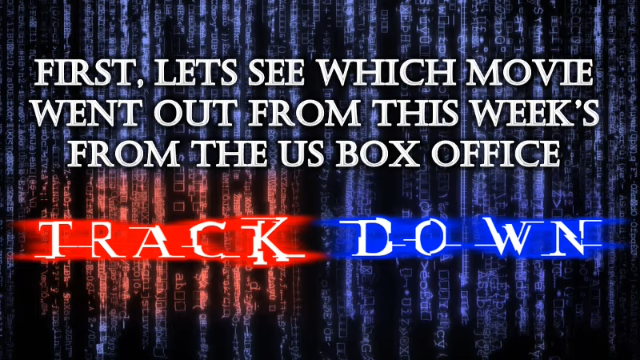 FIRST, LETS SEE WHICH MOVIE
WENT OUT FROM THIS WEEK'S
FROM THE US BOX OFFICE
TRACK DOWN